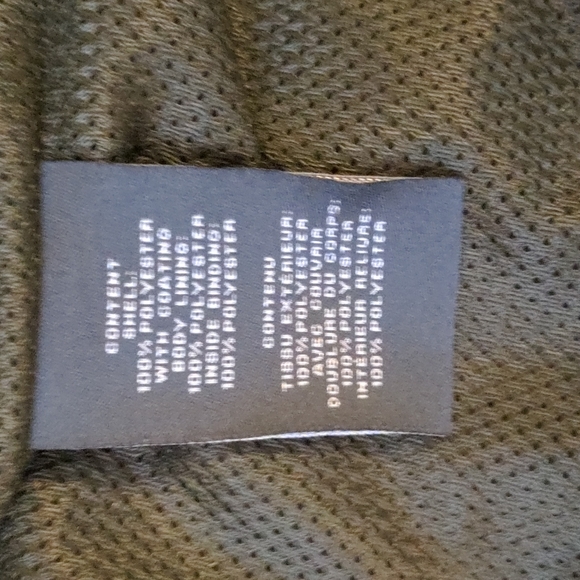 CONTENT
SHELL:
100% POLYESTER
WITH COATING
BODY LINING:
100% POLYESTER
INSIDE BINDING:
100% POLYESTER
CONTENU
TISSU EXTERIEUR:
100% POLYESTER
AVEC COUVRIR
DOUBLURE DU CORPS:
100% POLYESTER
INTERIEUR RELIURE:
100% POLYESTER